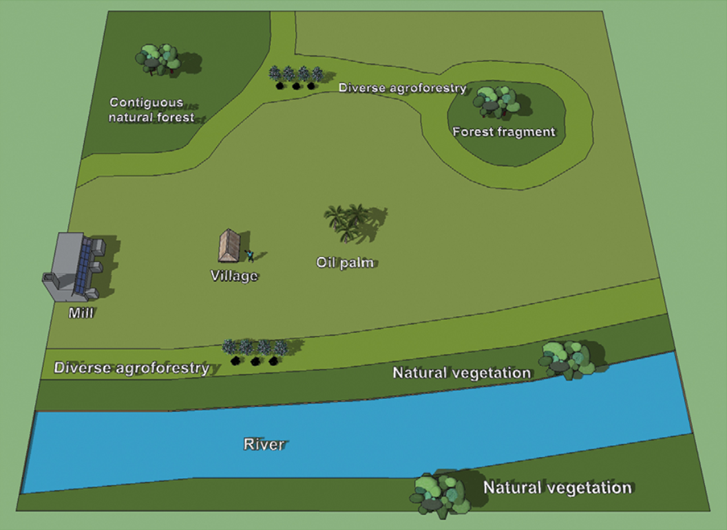 Contiguous
natural forest
Diverse agroforestry
Forest fragment
Village
Oil palm
Mill
Diverse agroforestry
Natural vegetation
River
Natural vegetation